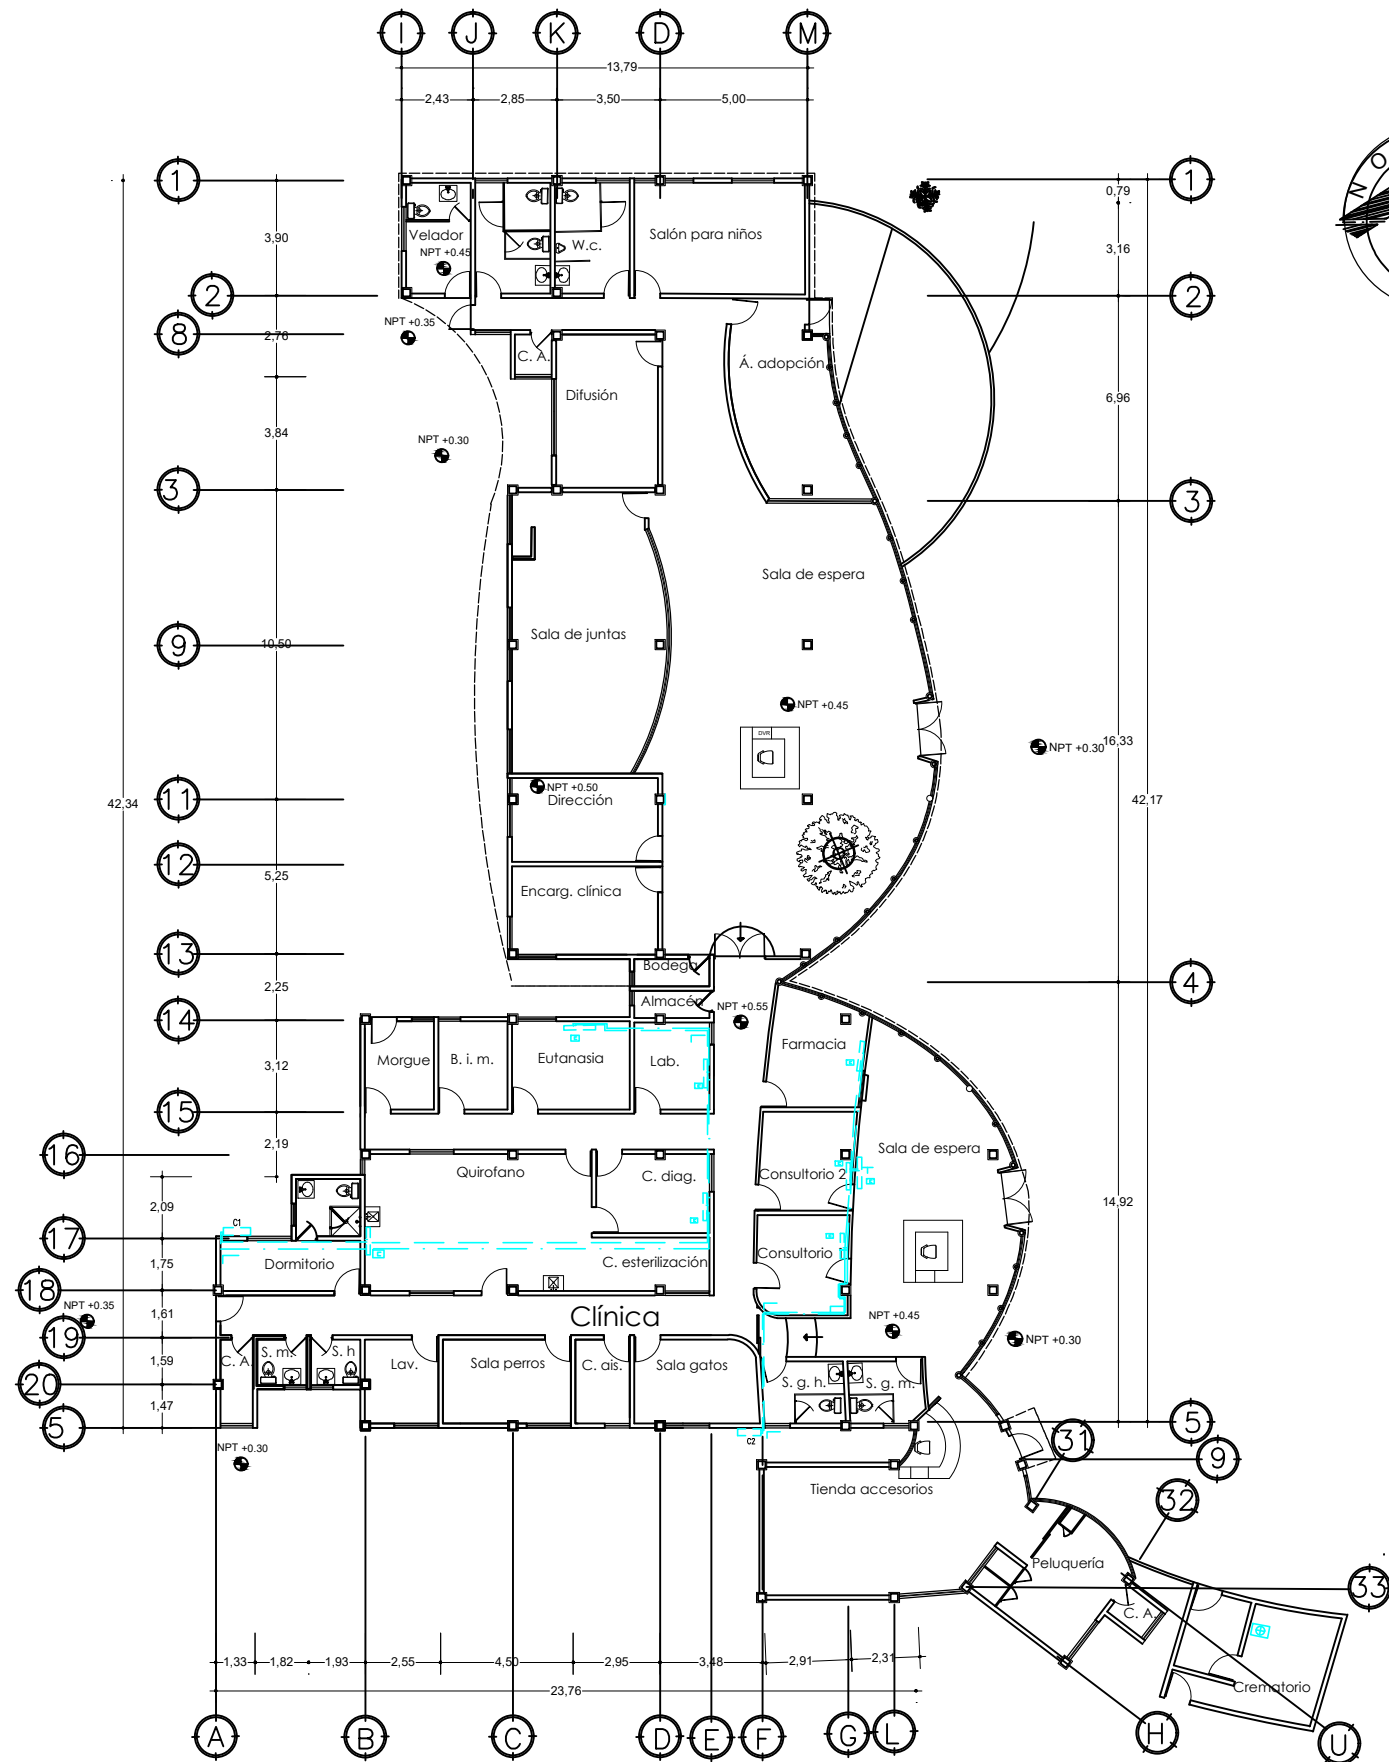 I J K D M
13,79
2,43 2,85 3,50 5,00
N O
1 1
0,79
3,90
Velador
NPT +0.45
W.c.
Salón para niños
3,16
2 2
NPT +0.35
8
2,76
C. A.
Á. adopción
Difusión
6,96
3,84
NPT +0.30
3 3
Sala de espera
Sala de juntas
9
10,50
NPT +0.45
DVR
NPT +0.30
16,33
NPT +0.50
Dirección
11
42,34
42,17
12
5,25
Encarg. clínica
13
Bodega
4
2,25
Almacén
NPT +0.55
14
Morgue
B. i. m.
Eutanasia
Lab.
Farmacia
3,12
15
2,19
16
Sala de espera
Quirofano
C. diag.
Consultorio 2
2,09
14,92
C1
17
1,75
Dormitorio
C. esterilización
Consultorio
18
NPT +0.35
1,61
Clínica
NPT +0.45
NPT +0.30
19
C. A.
S. m.
S. h
Lav.
Sala perros
C. ais.
Sala gatos
1,59
20
S. g. h.
S. g. m.
1,47
5 5
C2
31
NPT +0.30
9
Tienda accesorios
32
Peluquería
33
C. A.
1,33 1,82 1,93 2,55 4,50 2,95 3,48 2,91 2,31
23,76
Crematorio
A B C D E F G L H U